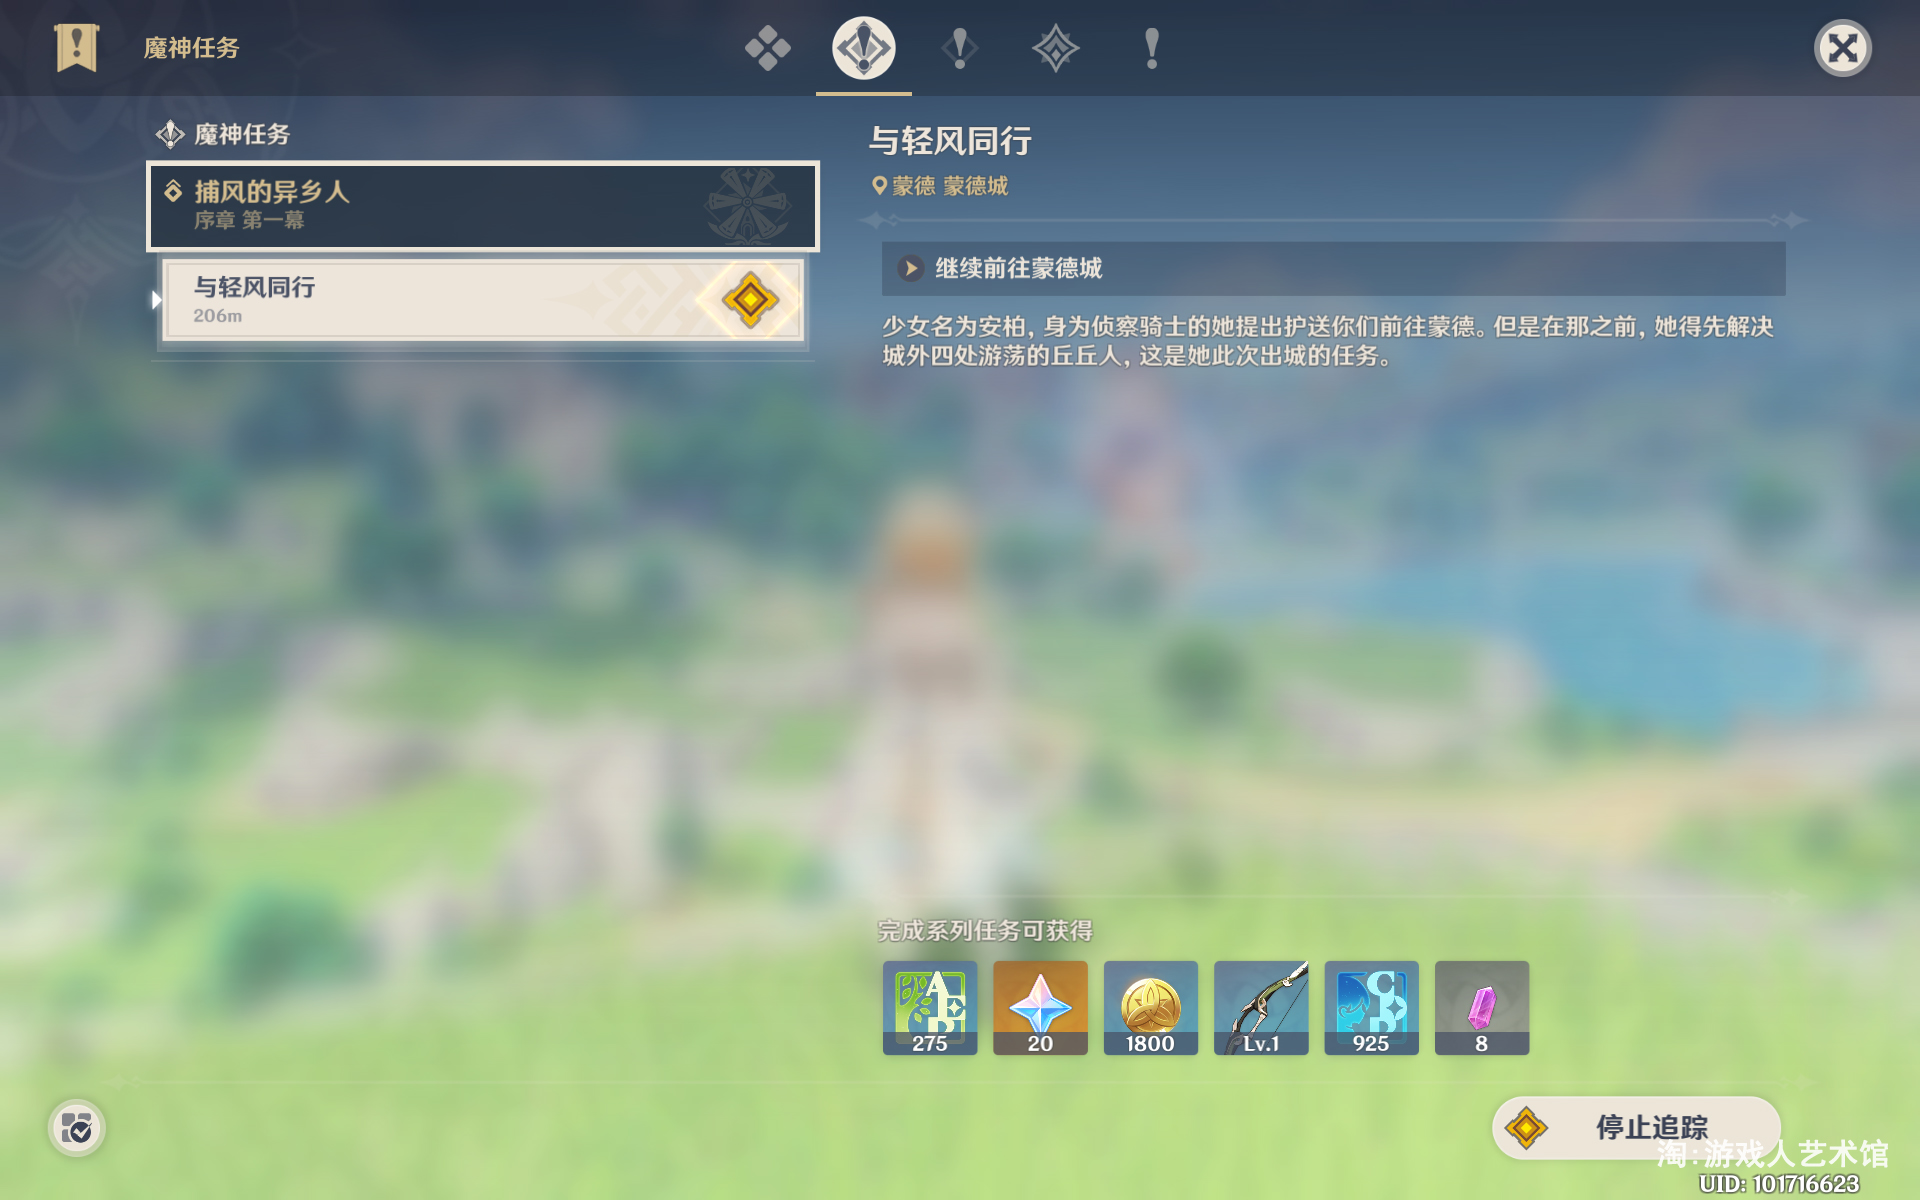 魔神任务
魔神任务
捕风的异乡人
序章 第一幕
与轻风同行
206m
与轻风同行
蒙德 蒙德城
继续前往蒙德城
少女名为安柏，身为侦察骑士的她提出护送你们前往蒙德。但是在那之前，她得先解决
城外四处游荡的丘丘人，这是她此次出城的任务。
完成系列任务可获得
275
20
1800
Lv.1
925
8
停止追踪
淘:游戏人艺术馆
UID: 101716623